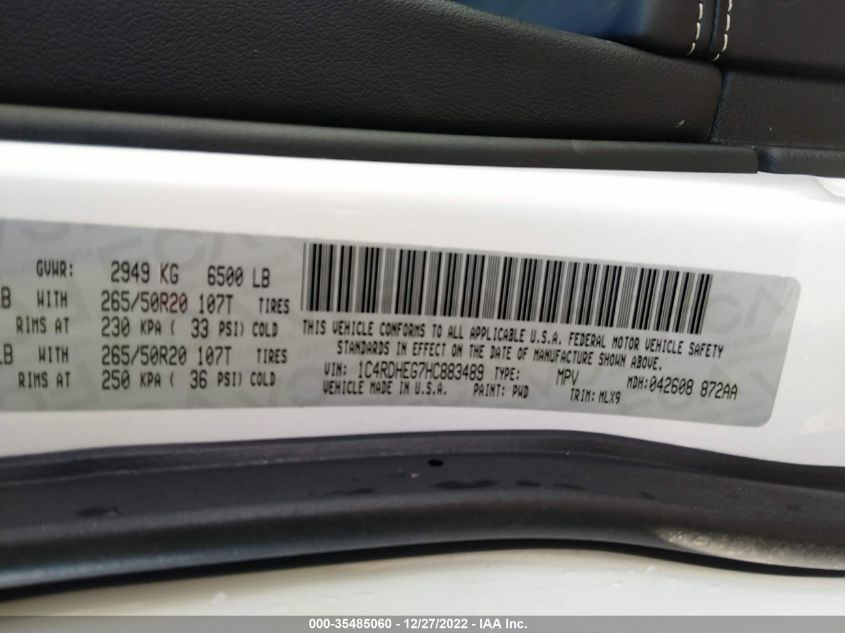 GVWR: 2949 KG 6500 LB
LB WITH 265/50R20 107T TIRES
RIMS AT 230 KPA ( 33 PSI) COLD
LB WITH 265/50R20 107T TIRES
RIMS AT 250 KPA ( 36 PSI) COLD
THIS VEHICLE CONFORMS TO ALL APPLICABLE U.S.A. FEDERAL MOTOR VEHICLE SAFETY
STANDARDS IN EFFECT ON THE DATE OF MANUFACTURE SHOWN ABOVE.
VIN: 1C4RDHEG7HC883489 TYPE: MPV MDH:042608 872AA
VEHICLE MADE IN U.S.A. PAINT: PWD TRIM: MLX9
000-35485060 - 12/27/2022 - IAA Inc.